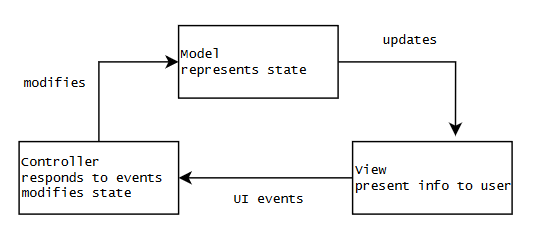 updates
Model
represents state
modifies
Controller
responds to events
modifies state
View
present info to user
UI events